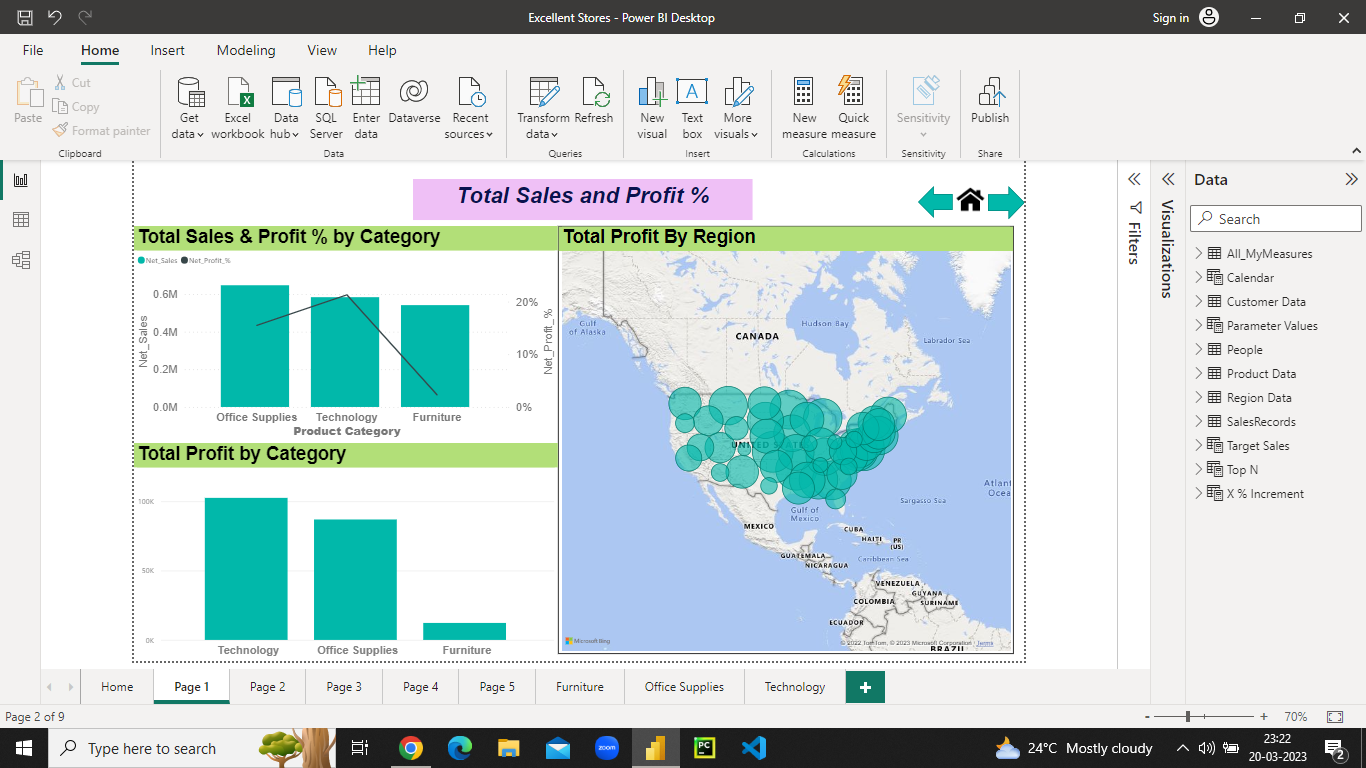 Excellent Stores - Power BI Desktop
Sign in
File Home Insert Modeling View Help
Paste
Cut
Copy
Format painter
Clipboard
Get data
Excel workbook
Data hub
SQL Server
Enter data
Dataverse
Recent sources
Data
Transform data
Refresh
Queries
New visual
Text box
More visuals
Insert
New measure
Quick measure
Calculations
Sensitivity
Sensitivity
Publish
Share
Total Sales and Profit %
Total Sales & Profit % by Category
Net_Sales Net_Profit_%
0.6M
0.4M
0.2M
0.0M
Net_Sales
20%
10%
0%
Net_Profit_%
Office Supplies Technology Furniture
Product Category
Total Profit by Category
100K
50K
0K
Technology Office Supplies Furniture
Total Profit By Region
Gulf
of Alaska
Hudson Bay
CANADA
Labrador Sea
UNITED STATES
Atlant
Ocea
Sargasso Sea
Gulf of
Mexico
MEXICO
CUBA
HAITI
PR
(US)
GUATEMALA
Caribbean Sea
NICARAGUA
VENEZUELA
GUYANA
COLOMBIA
SURINAME
ECUADOR
Microsoft Bing
© 2022 TomTom, © 2023 Microsoft Corporation Terms
BRAZIL
Filters
Visualizations
Data
Search
All_MyMeasures
Calendar
Customer Data
Parameter Values
People
Product Data
Region Data
SalesRecords
Target Sales
Top N
X % Increment
Home Page 1 Page 2 Page 3 Page 4 Page 5 Furniture Office Supplies Technology +
Page 2 of 9
- + 70%
Type here to search
zoom
PC
24°C Mostly cloudy
23:22
20-03-2023
2